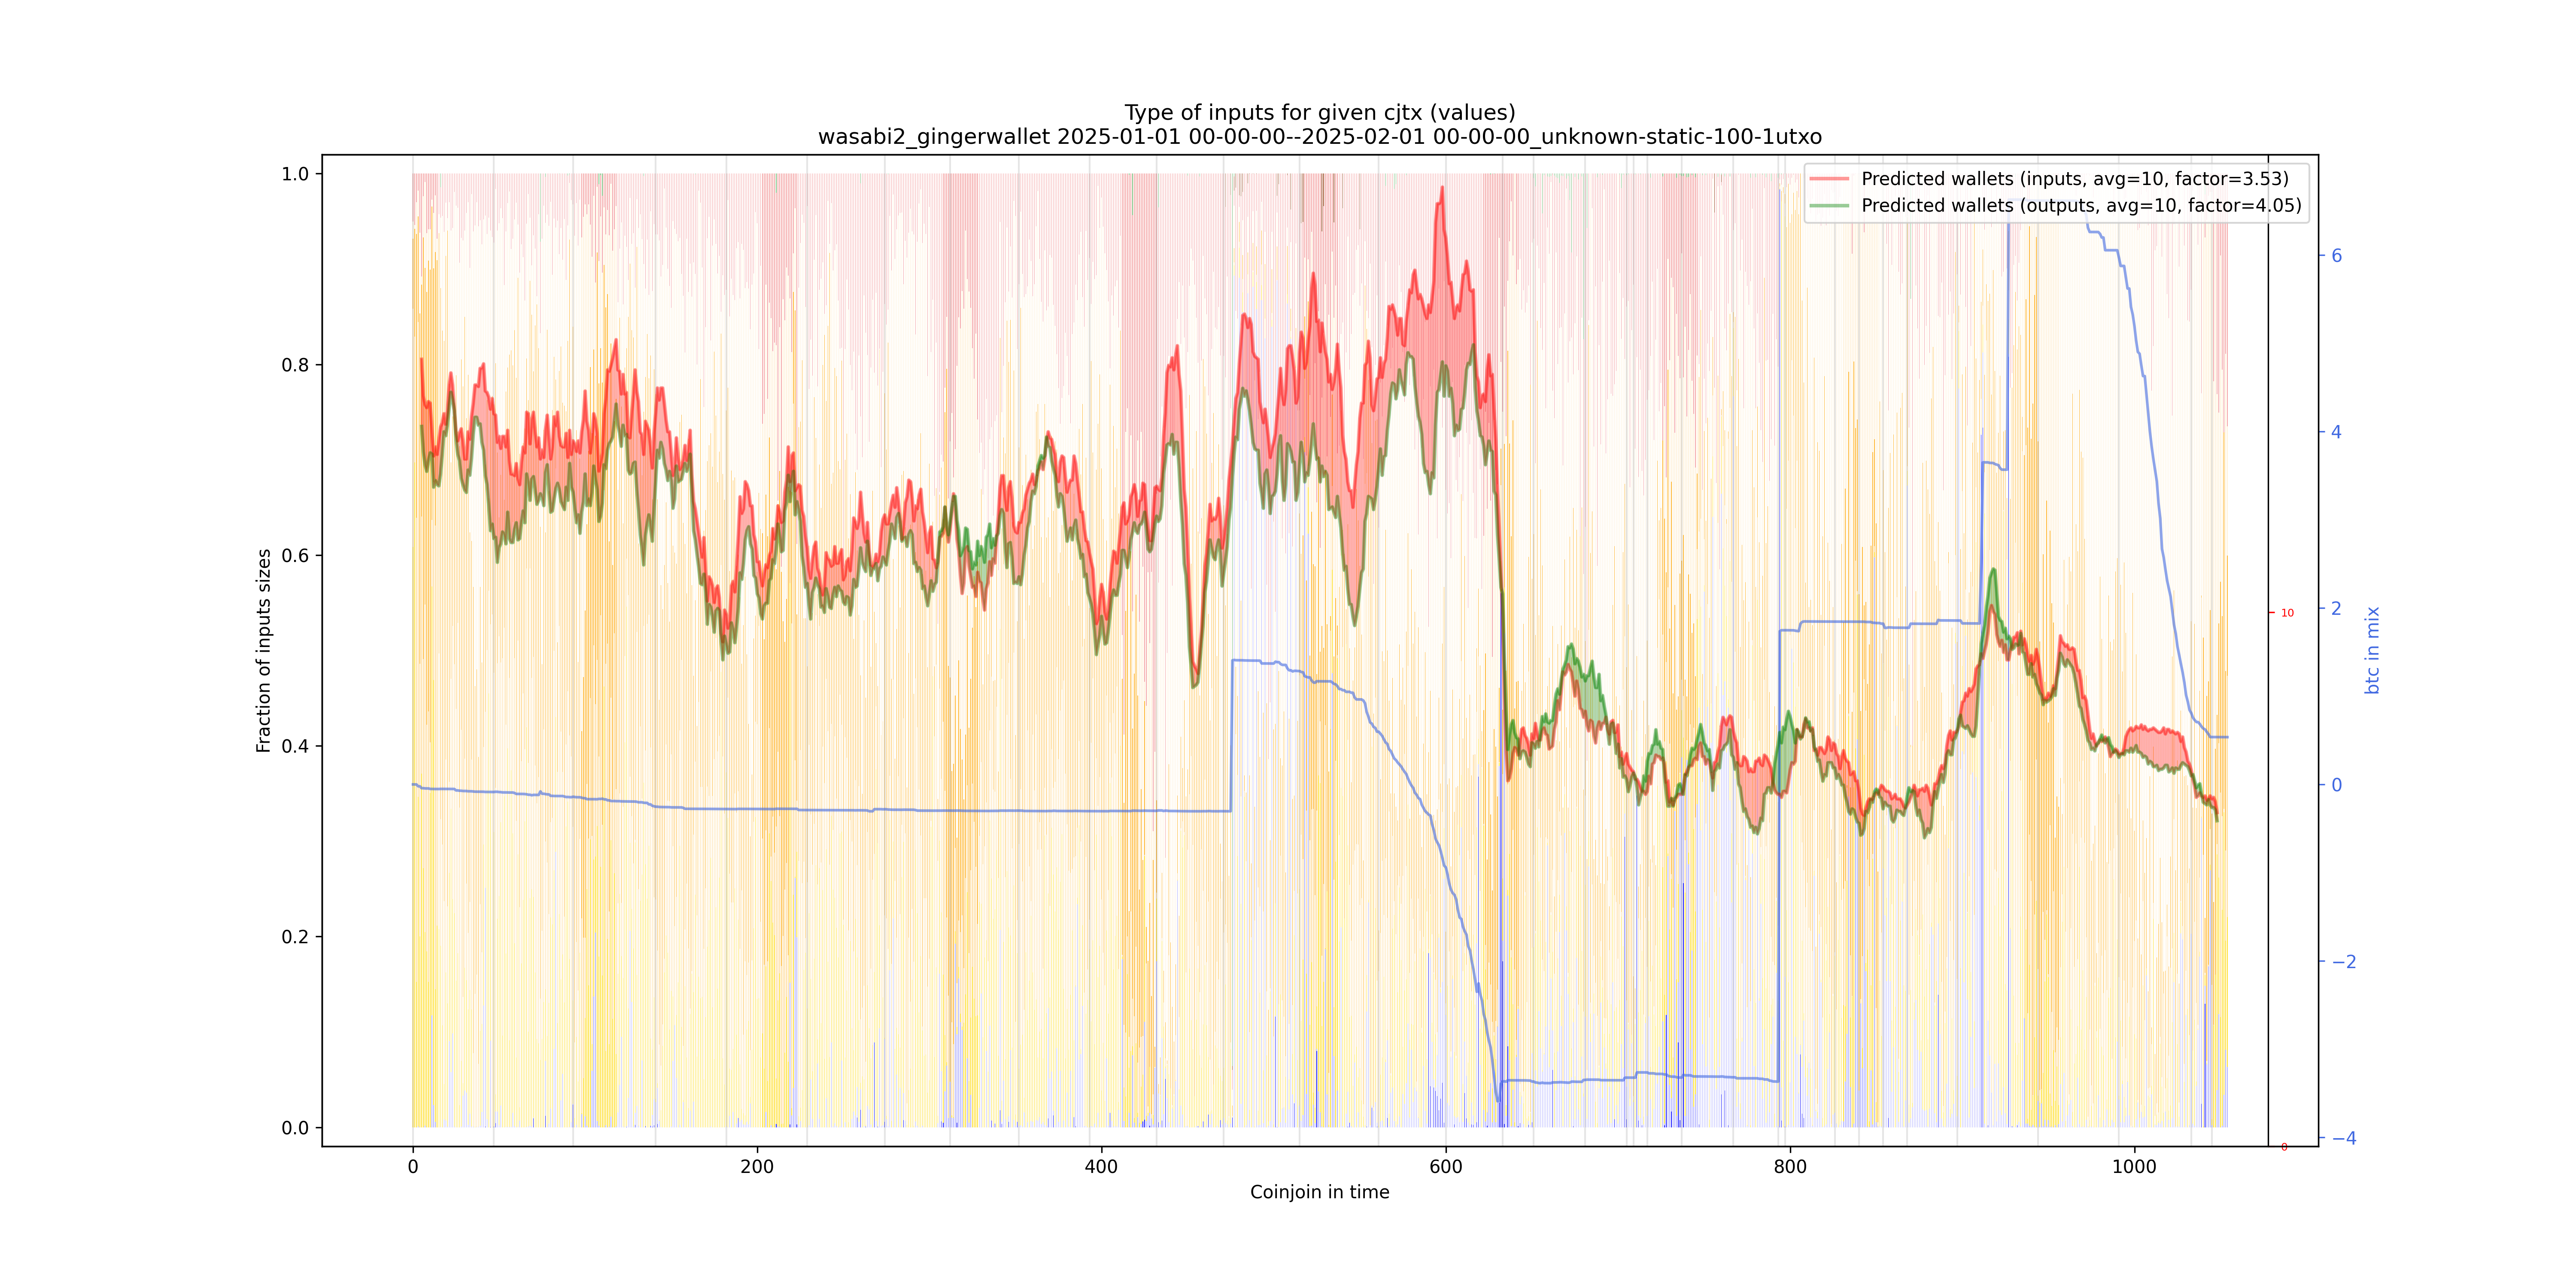 Type of inputs for given cjtx (values)
wasabi2_gingerwallet 2025-01-01 00-00-00--2025-02-01 00-00-00_unknown-static-100-1utxo
Predicted wallets (inputs, avg=10, factor=3.53)
Predicted wallets (outputs, avg=10, factor=4.05)
Fraction of inputs sizes
1.0
0.8
0.6
0.4
0.2
0.0
0
200
400
600
800
1000
Coinjoin in time
10
0
6
4
2
0
−2
−4
btc in mix